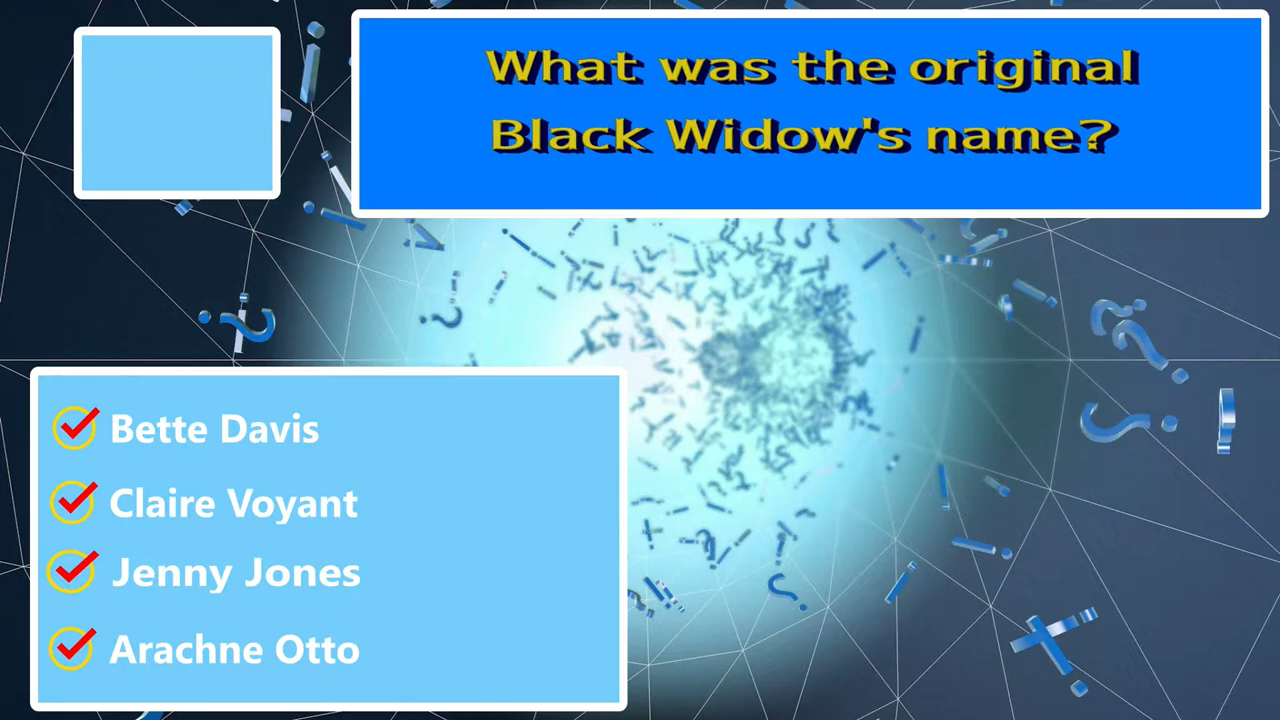 What was the original
Black Widow's name?
Bette Davis
Claire Voyant
Jenny Jones
Arachne Otto